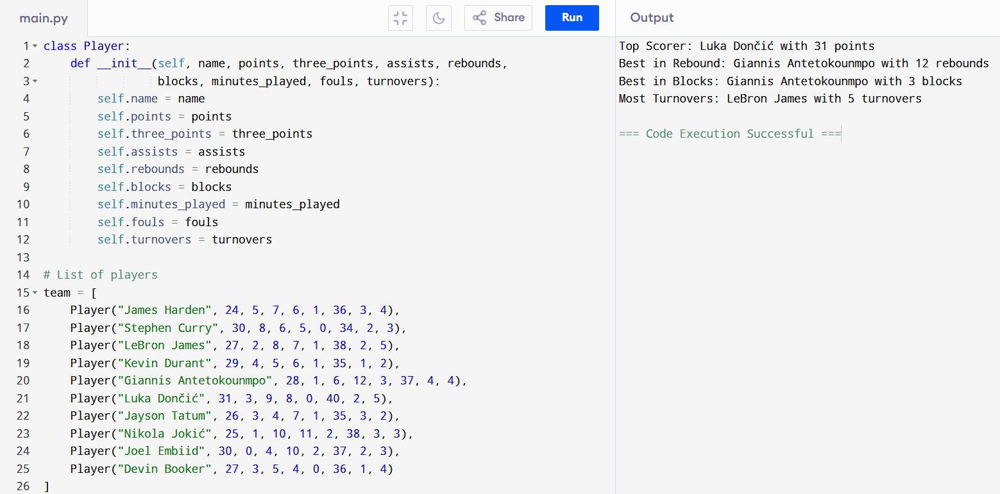 main.py
Share
Run
Output
1 class Player:
2     def __init__(self, name, points, three_points, assists, rebounds,
3                  blocks, minutes_played, fouls, turnovers):
4         self.name = name
5         self.points = points
6         self.three_points = three_points
7         self.assists = assists
8         self.rebounds = rebounds
9         self.blocks = blocks
10         self.minutes_played = minutes_played
11         self.fouls = fouls
12         self.turnovers = turnovers
13
14 # List of players
15 team = [
16     Player("James Harden", 24, 5, 7, 6, 1, 36, 3, 4),
17     Player("Stephen Curry", 30, 8, 6, 5, 0, 34, 2, 3),
18     Player("LeBron James", 27, 2, 8, 7, 1, 38, 2, 5),
19     Player("Kevin Durant", 29, 4, 5, 6, 1, 35, 1, 2),
20     Player("Giannis Antetokounmpo", 28, 1, 6, 12, 3, 37, 4, 4),
21     Player("Luka Dončić", 31, 3, 9, 8, 0, 40, 2, 5),
22     Player("Jayson Tatum", 26, 3, 4, 7, 1, 35, 3, 2),
23     Player("Nikola Jokić", 25, 1, 10, 11, 2, 38, 3, 3),
24     Player("Joel Embiid", 30, 0, 4, 10, 2, 37, 2, 3),
25     Player("Devin Booker", 27, 3, 5, 4, 0, 36, 1, 4)
26 ]
Top Scorer: Luka Dončić with 31 points
Best in Rebound: Giannis Antetokounmpo with 12 rebounds
Best in Blocks: Giannis Antetokounmpo with 3 blocks
Most Turnovers: LeBron James with 5 turnovers
=== Code Execution Successful ===